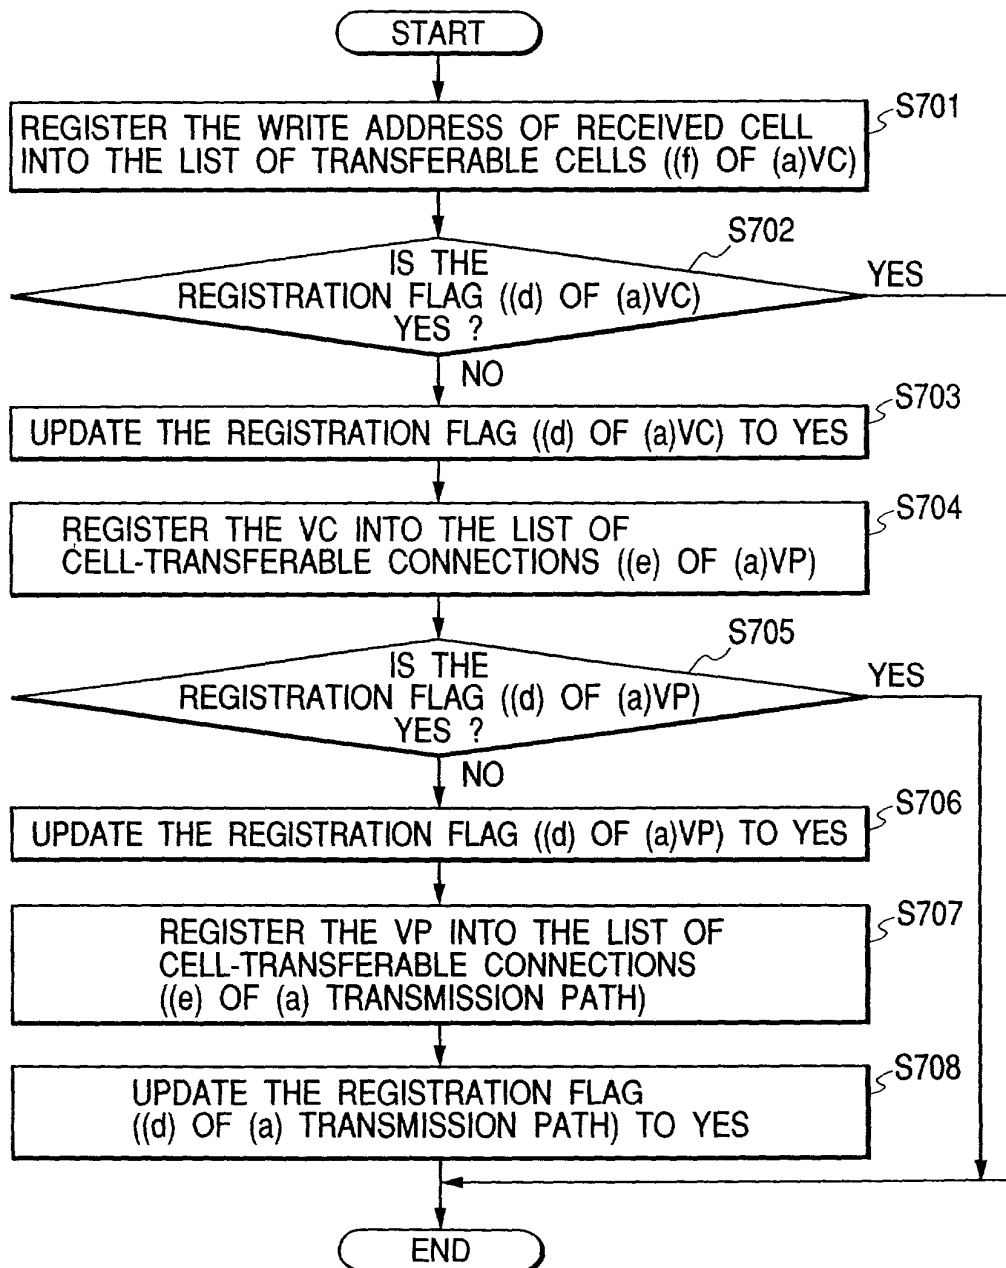 START
S701
REGISTER THE WRITE ADDRESS OF RECEIVED CELL
INTO THE LIST OF TRANSFERABLE CELLS ((f) OF (a)VC)
S702
IS THE
REGISTRATION FLAG ((d) OF (a)VC)
YES ?
YES
NO
S703
UPDATE THE REGISTRATION FLAG ((d) OF (a)VC) TO YES
S704
REGISTER THE VC INTO THE LIST OF
CELL-TRANSFERABLE CONNECTIONS ((e) OF (a)VP)
S705
IS THE
REGISTRATION FLAG ((d) OF (a)VP)
YES ?
YES
NO
S706
UPDATE THE REGISTRATION FLAG ((d) OF (a)VP) TO YES
S707
REGISTER THE VP INTO THE LIST OF
CELL-TRANSFERABLE CONNECTIONS
((e) OF (a) TRANSMISSION PATH)
S708
UPDATE THE REGISTRATION FLAG
((d) OF (a) TRANSMISSION PATH) TO YES
END